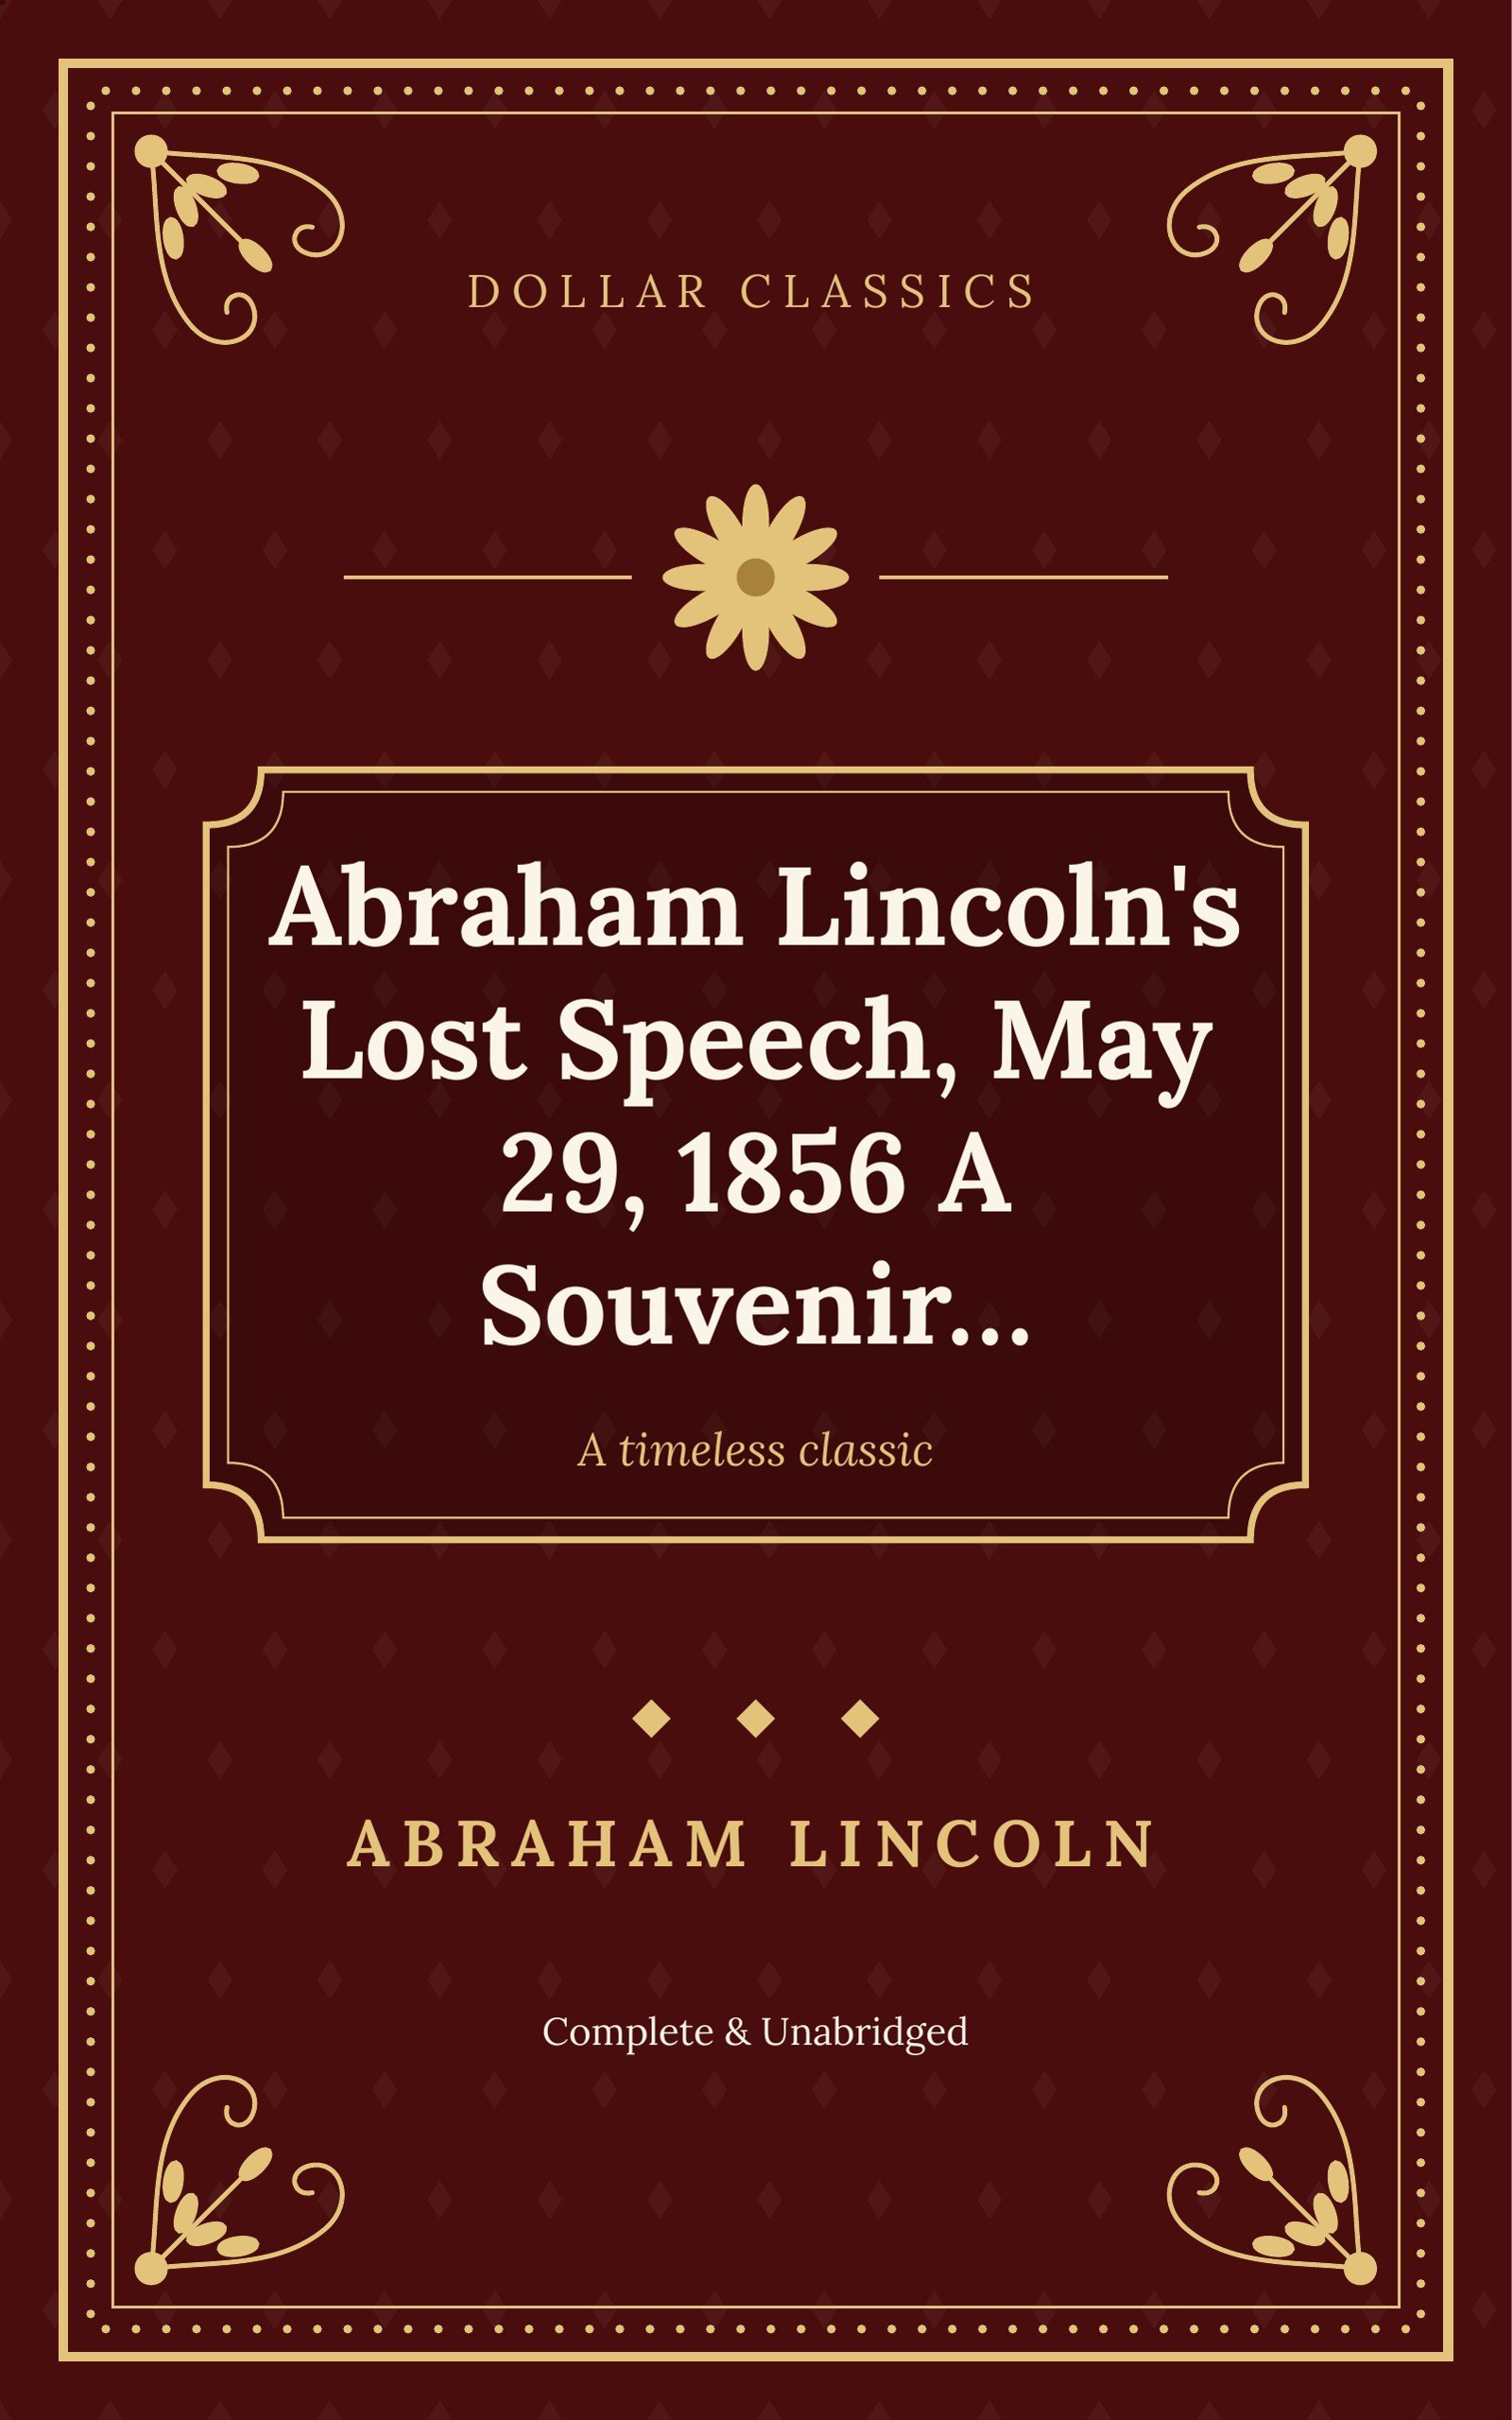 DOLLAR CLASSICS
Abraham Lincoln's
Lost Speech, May
29, 1856 A
Souvenir...
A timeless classic
ABRAHAM LINCOLN
Complete & Unabridged